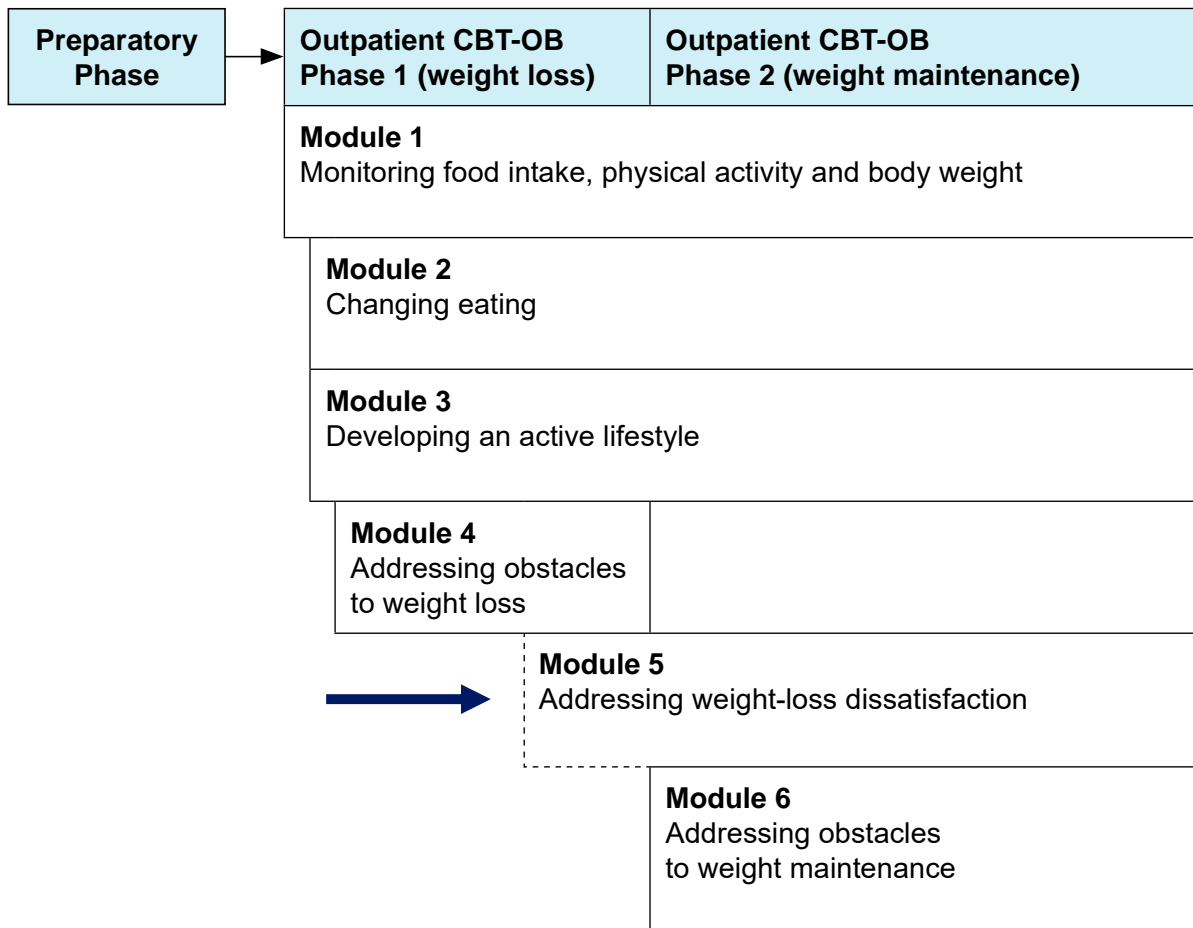 Preparatory
Phase
Outpatient CBT-OB
Phase 1 (weight loss)
Outpatient CBT-OB
Phase 2 (weight maintenance)
Module 1
Monitoring food intake, physical activity and body weight
Module 2
Changing eating
Module 3
Developing an active lifestyle
Module 4
Addressing obstacles
to weight loss
Module 5
Addressing weight-loss dissatisfaction
Module 6
Addressing obstacles
to weight maintenance